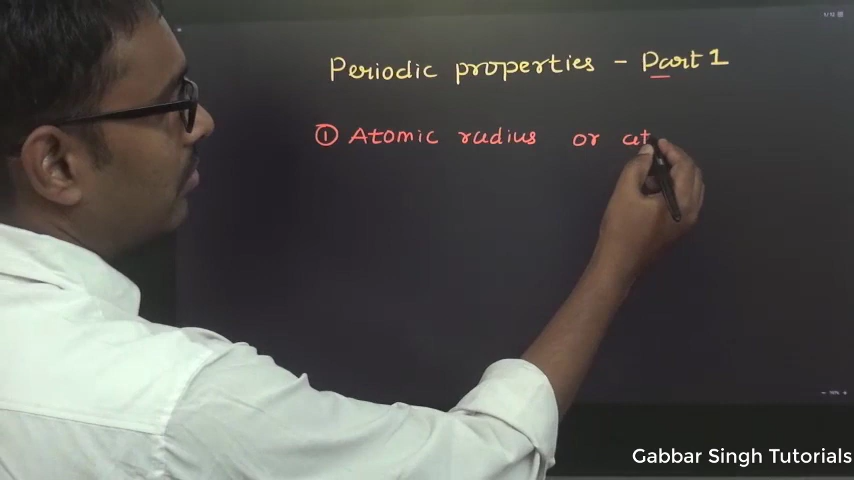 Periodic properties - Part 1
① Atomic radius or at
Gabbar Singh Tutorials